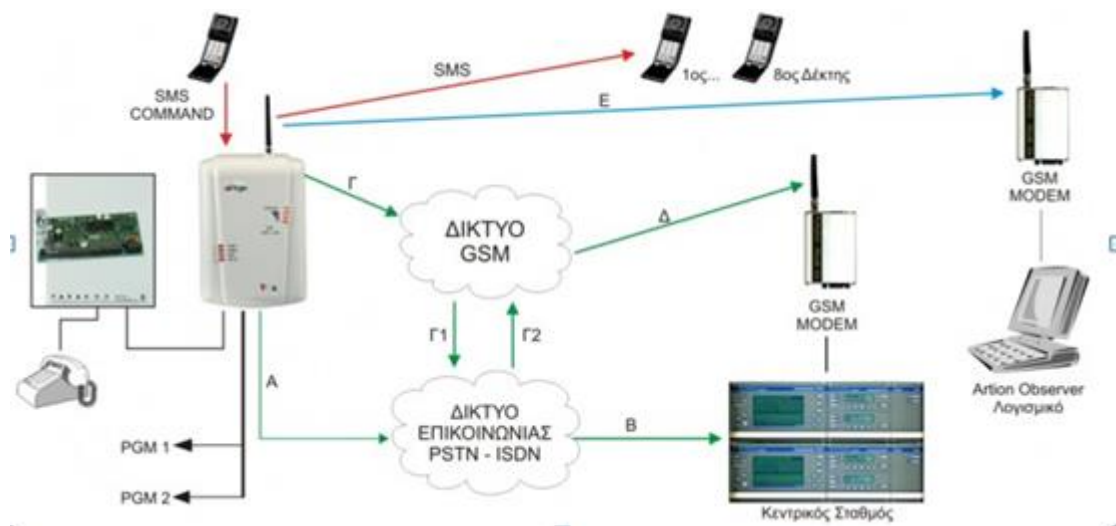 SMS
COMMAND
SMS
1ος...
8ος Δέκτης
E
Γ
ΔΙΚΤΥΟ
GSM
Δ
GSM
MODEM
GSM
MODEM
Γ1
Γ2
A
ΔΙΚΤΥΟ
ΕΠΙΚΟΙΝΩΝΙΑΣ
PSTN - ISDN
B
Artion Observer
Λογισμικό
PGM 1
PGM 2
Κεντρικός Σταθμός